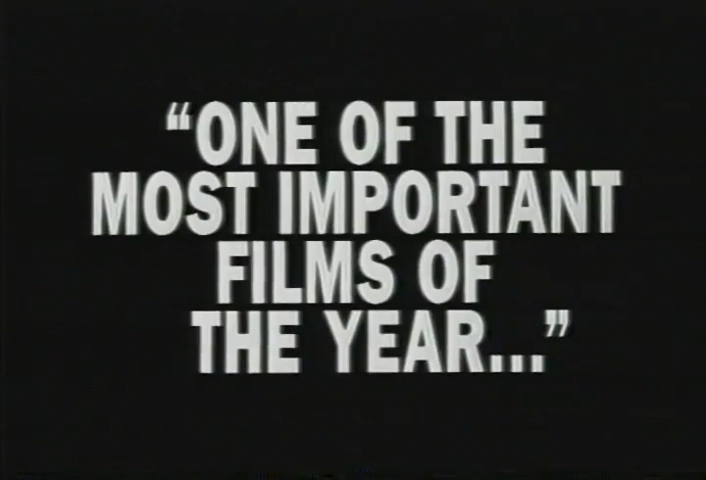 “ONE OF THE
MOST IMPORTANT
FILMS OF
THE YEAR...”